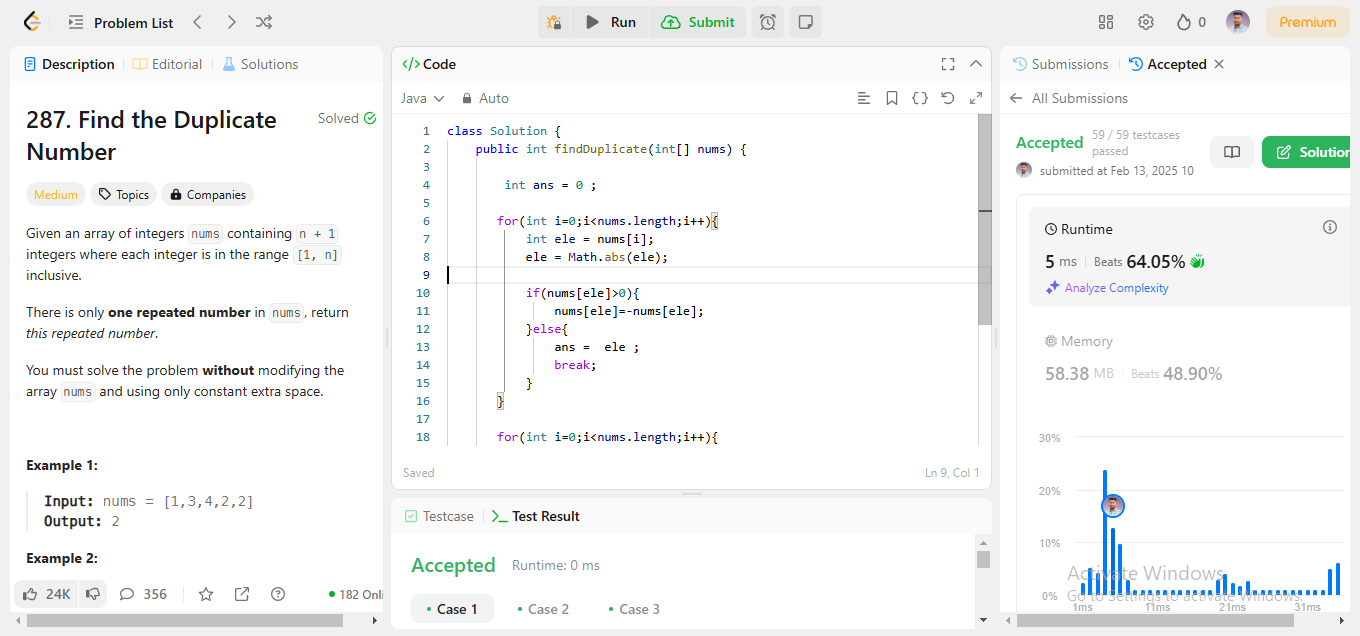 Problem List
Run
Submit
0
Premium
Description
Editorial
Solutions
287. Find the Duplicate
Number
Solved
Medium
Topics
Companies
Given an array of integers nums containing n + 1
integers where each integer is in the range [1, n]
inclusive.
There is only one repeated number in nums, return
this repeated number.
You must solve the problem without modifying the
array nums and using only constant extra space.
Example 1:
Input: nums = [1,3,4,2,2]
Output: 2
Example 2:
24K
356
182 Onli
Code
Java
Auto
1 class Solution {
2 public int findDuplicate(int[] nums) {
3
4 int ans = 0 ;
5
6 for(int i=0;i<nums.length;i++){
7 int ele = nums[i];
8 ele = Math.abs(ele);
9
10 if(nums[ele]>0){
11 nums[ele]=-nums[ele];
12 }else{
13 ans =  ele ;
14 break;
15 }
16 }
17
18 for(int i=0;i<nums.length;i++){
Saved
Ln 9, Col 1
Testcase
Test Result
Accepted
Runtime: 0 ms
Case 1
Case 2
Case 3
Submissions
Accepted
All Submissions
Accepted
59 / 59 testcases
passed
submitted at Feb 13, 2025 10
Solution
Runtime
5 ms
Beats 64.05%
Analyze Complexity
Memory
58.38 MB
Beats 48.90%
30%
20%
10%
0%
1ms
11ms
21ms
31ms
Activate Windows
Go to Settings to activate Windows.